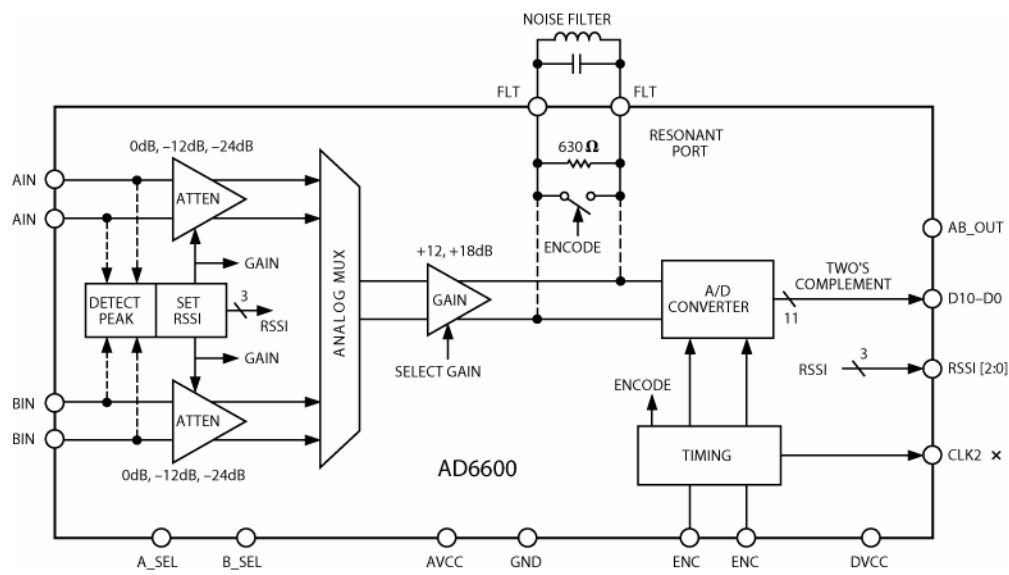 NOISE FILTER
FLT
FLT
RESONANT
PORT
630 Ω
ENCODE
0dB, –12dB, –24dB
AIN
AIN
ATTEN
GAIN
DETECT
PEAK
SET
RSSI
3
RSSI
GAIN
BIN
BIN
ATTEN
0dB, –12dB, –24dB
ANALOG MUX
+12, +18dB
GAIN
SELECT GAIN
A/D
CONVERTER
TWO'S
COMPLEMENT
11
AB_OUT
D10–D0
RSSI
3
RSSI [2:0]
ENCODE
TIMING
CLK2 ×
AD6600
A_SEL
B_SEL
AVCC
GND
ENC
ENC
DVCC